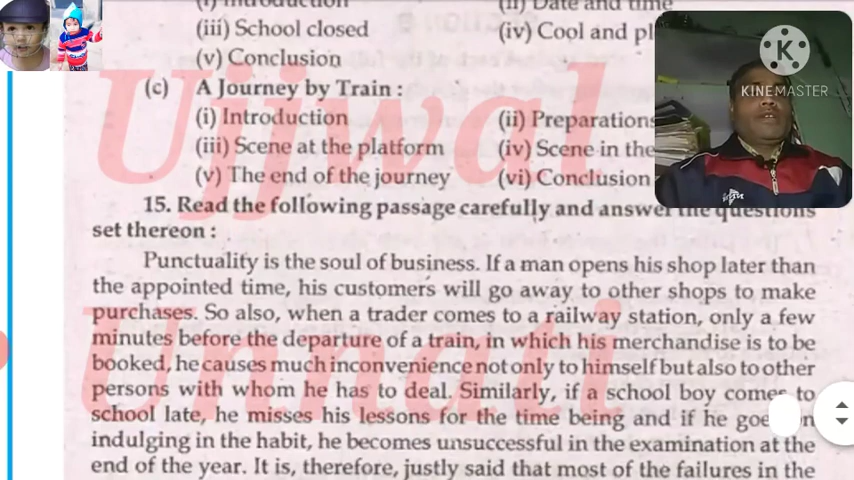 (i) Introduction
(ii) Date and time
(iii) School closed
(iv) Cool and pl
(v) Conclusion
(c) A Journey by Train :
(i) Introduction
(ii) Preparations
(iii) Scene at the platform
(iv) Scene in the
(v) The end of the journey
(vi) Conclusion
15. Read the following passage carefully and answer the questions
set thereon :
Punctuality is the soul of business. If a man opens his shop later than
the appointed time, his customers will go away to other shops to make
purchases. So also, when a trader comes to a railway station, only a few
minutes before the departure of a train, in which his merchandise is to be
booked, he causes much inconvenience not only to himself but also to other
persons with whom he has to deal. Similarly, if a school boy comes to
school late, he misses his lessons for the time being and if he goe n
indulging in the habit, he becomes unsuccessful in the examination at the
end of the year. It is, therefore, justly said that most of the failures in the
Ujjwal
Unnati
K
KINEMASTER